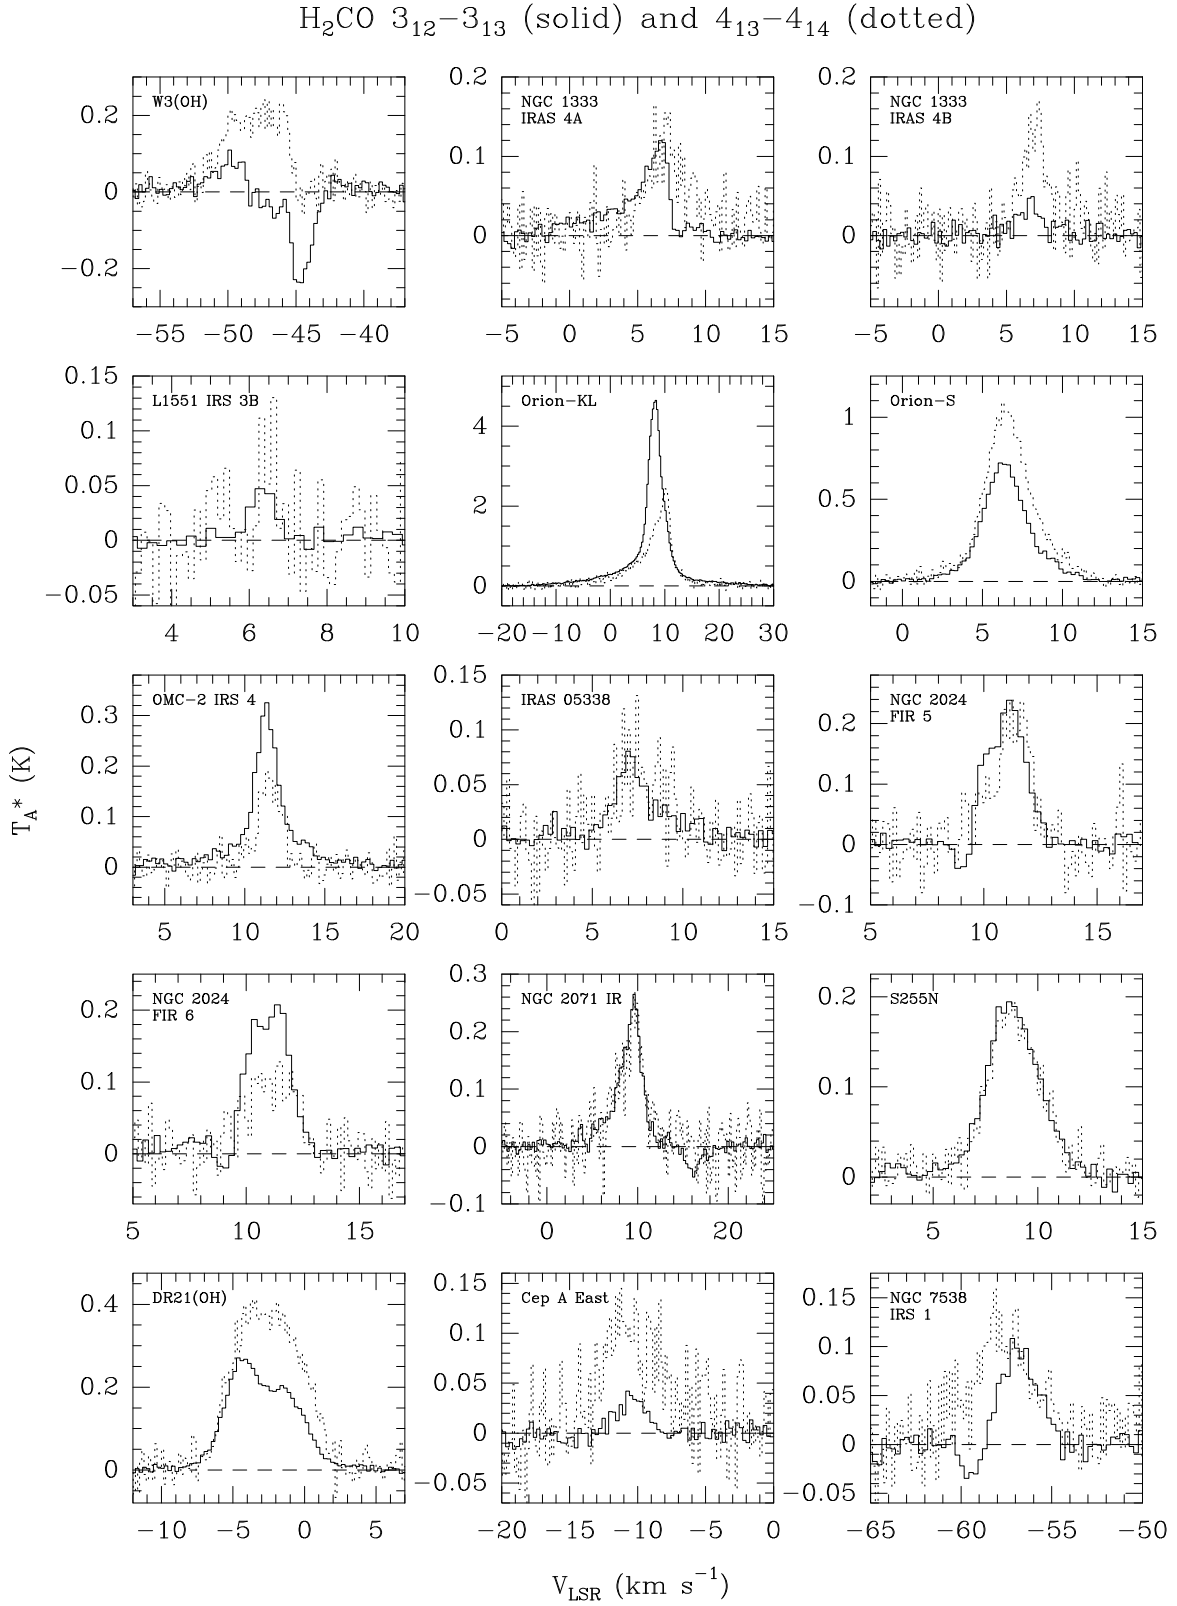 H₂CO 3₁₂−3₁₃ (solid) and 4₁₃−4₁₄ (dotted)
W3(OH)
0.2
0
−0.2
−55 −50 −45 −40
NGC 1333
IRAS 4A
0.2
0.1
0
−5 0 5 10 15
NGC 1333
IRAS 4B
0.2
0.1
0
−5 0 5 10 15
L1551 IRS 3B
0.15
0.1
0.05
0
−0.05
4 6 8 10
Orion−KL
4
2
0
−20 −10 0 10 20 30
Orion−S
1
0.5
0
0 5 10 15
OMC−2 IRS 4
0.3
0.2
0.1
0
5 10 15 20
IRAS 05338
0.15
0.1
0.05
0
−0.05
0 5 10 15
NGC 2024
FIR 5
0.2
0.1
0
−0.1
5 10 15
NGC 2024
FIR 6
0.2
0.1
0
5 10 15
NGC 2071 IR
0.3
0.2
0.1
0
−0.1
0 10 20
S255N
0.2
0.1
0
5 10 15
DR21(OH)
0.4
0.2
0
−10 −5 0 5
Cep A East
0.15
0.1
0.05
0
−0.05
−20 −15 −10 −5 0
NGC 7538
IRS 1
0.15
0.1
0.05
0
−0.05
−65 −60 −55 −50
T_A* (K)
V_LSR (km s⁻¹)